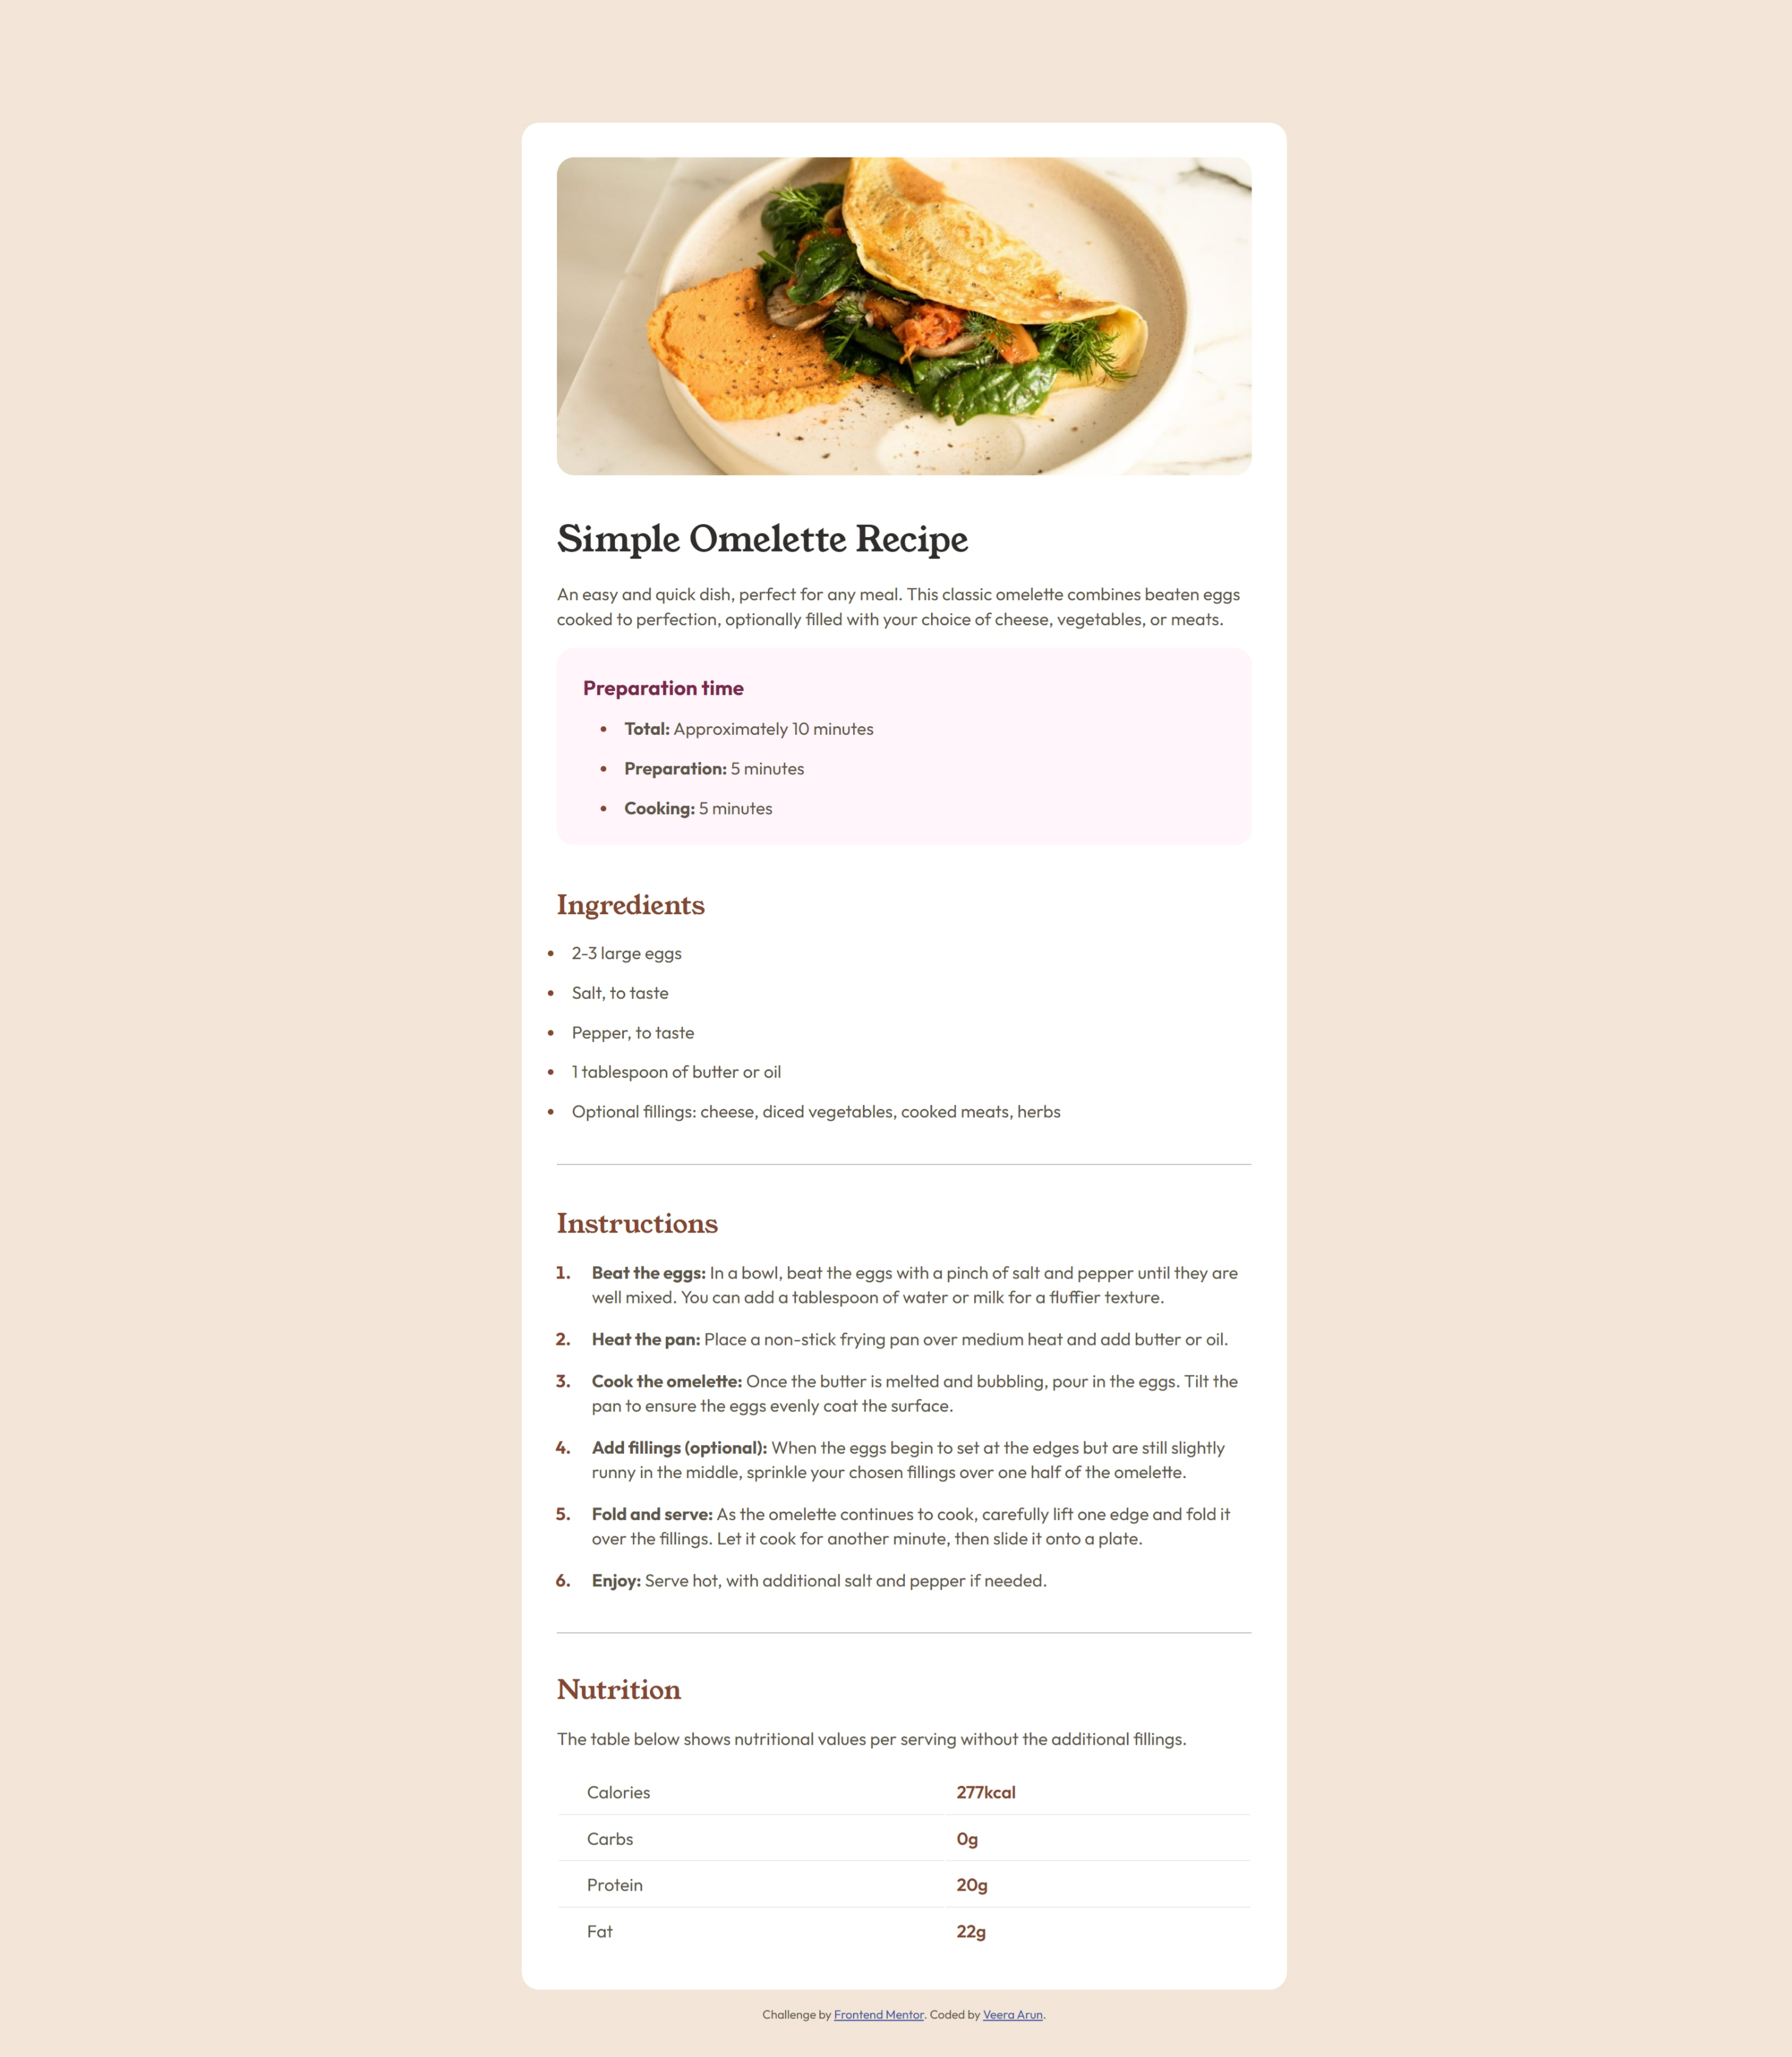 Simple Omelette Recipe
An easy and quick dish, perfect for any meal. This classic omelette combines beaten eggs
cooked to perfection, optionally filled with your choice of cheese, vegetables, or meats.
Preparation time
• Total: Approximately 10 minutes
• Preparation: 5 minutes
• Cooking: 5 minutes
Ingredients
• 2-3 large eggs
• Salt, to taste
• Pepper, to taste
• 1 tablespoon of butter or oil
• Optional fillings: cheese, diced vegetables, cooked meats, herbs
Instructions
1. Beat the eggs: In a bowl, beat the eggs with a pinch of salt and pepper until they are
well mixed. You can add a tablespoon of water or milk for a fluffier texture.
2. Heat the pan: Place a non-stick frying pan over medium heat and add butter or oil.
3. Cook the omelette: Once the butter is melted and bubbling, pour in the eggs. Tilt the
pan to ensure the eggs evenly coat the surface.
4. Add fillings (optional): When the eggs begin to set at the edges but are still slightly
runny in the middle, sprinkle your chosen fillings over one half of the omelette.
5. Fold and serve: As the omelette continues to cook, carefully lift one edge and fold it
over the fillings. Let it cook for another minute, then slide it onto a plate.
6. Enjoy: Serve hot, with additional salt and pepper if needed.
Nutrition
The table below shows nutritional values per serving without the additional fillings.
Calories 277kcal
Carbs 0g
Protein 20g
Fat 22g
Challenge by Frontend Mentor. Coded by Veera Arun.